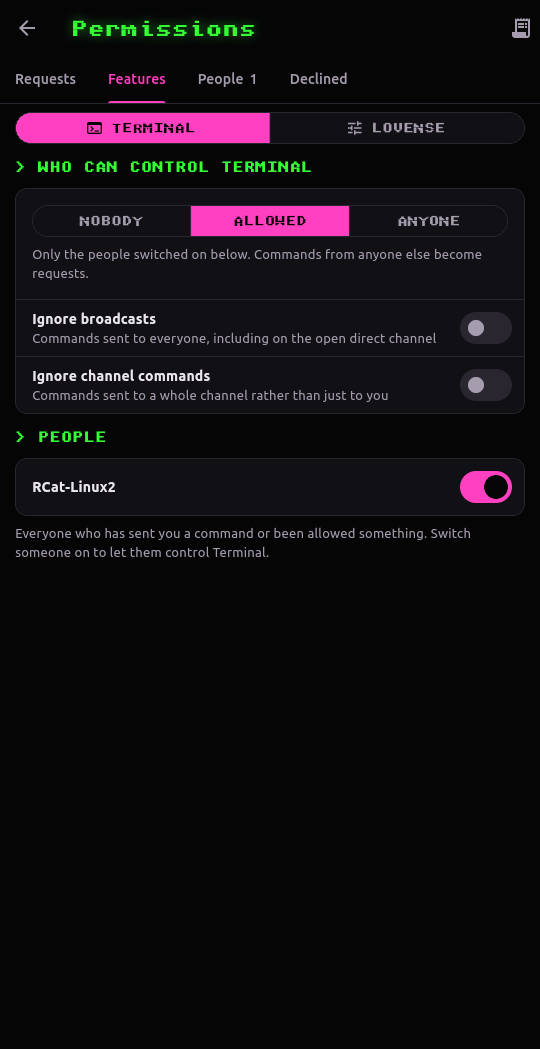 Permissions
Requests Features People 1 Declined
TERMINAL LOVENSE
WHO CAN CONTROL TERMINAL
NOBODY ALLOWED ANYONE
Only the people switched on below. Commands from anyone else become
requests.
Ignore broadcasts
Commands sent to everyone, including on the open direct channel
Ignore channel commands
Commands sent to a whole channel rather than just to you
PEOPLE
RCat-Linux2
Everyone who has sent you a command or been allowed something. Switch
someone on to let them control Terminal.